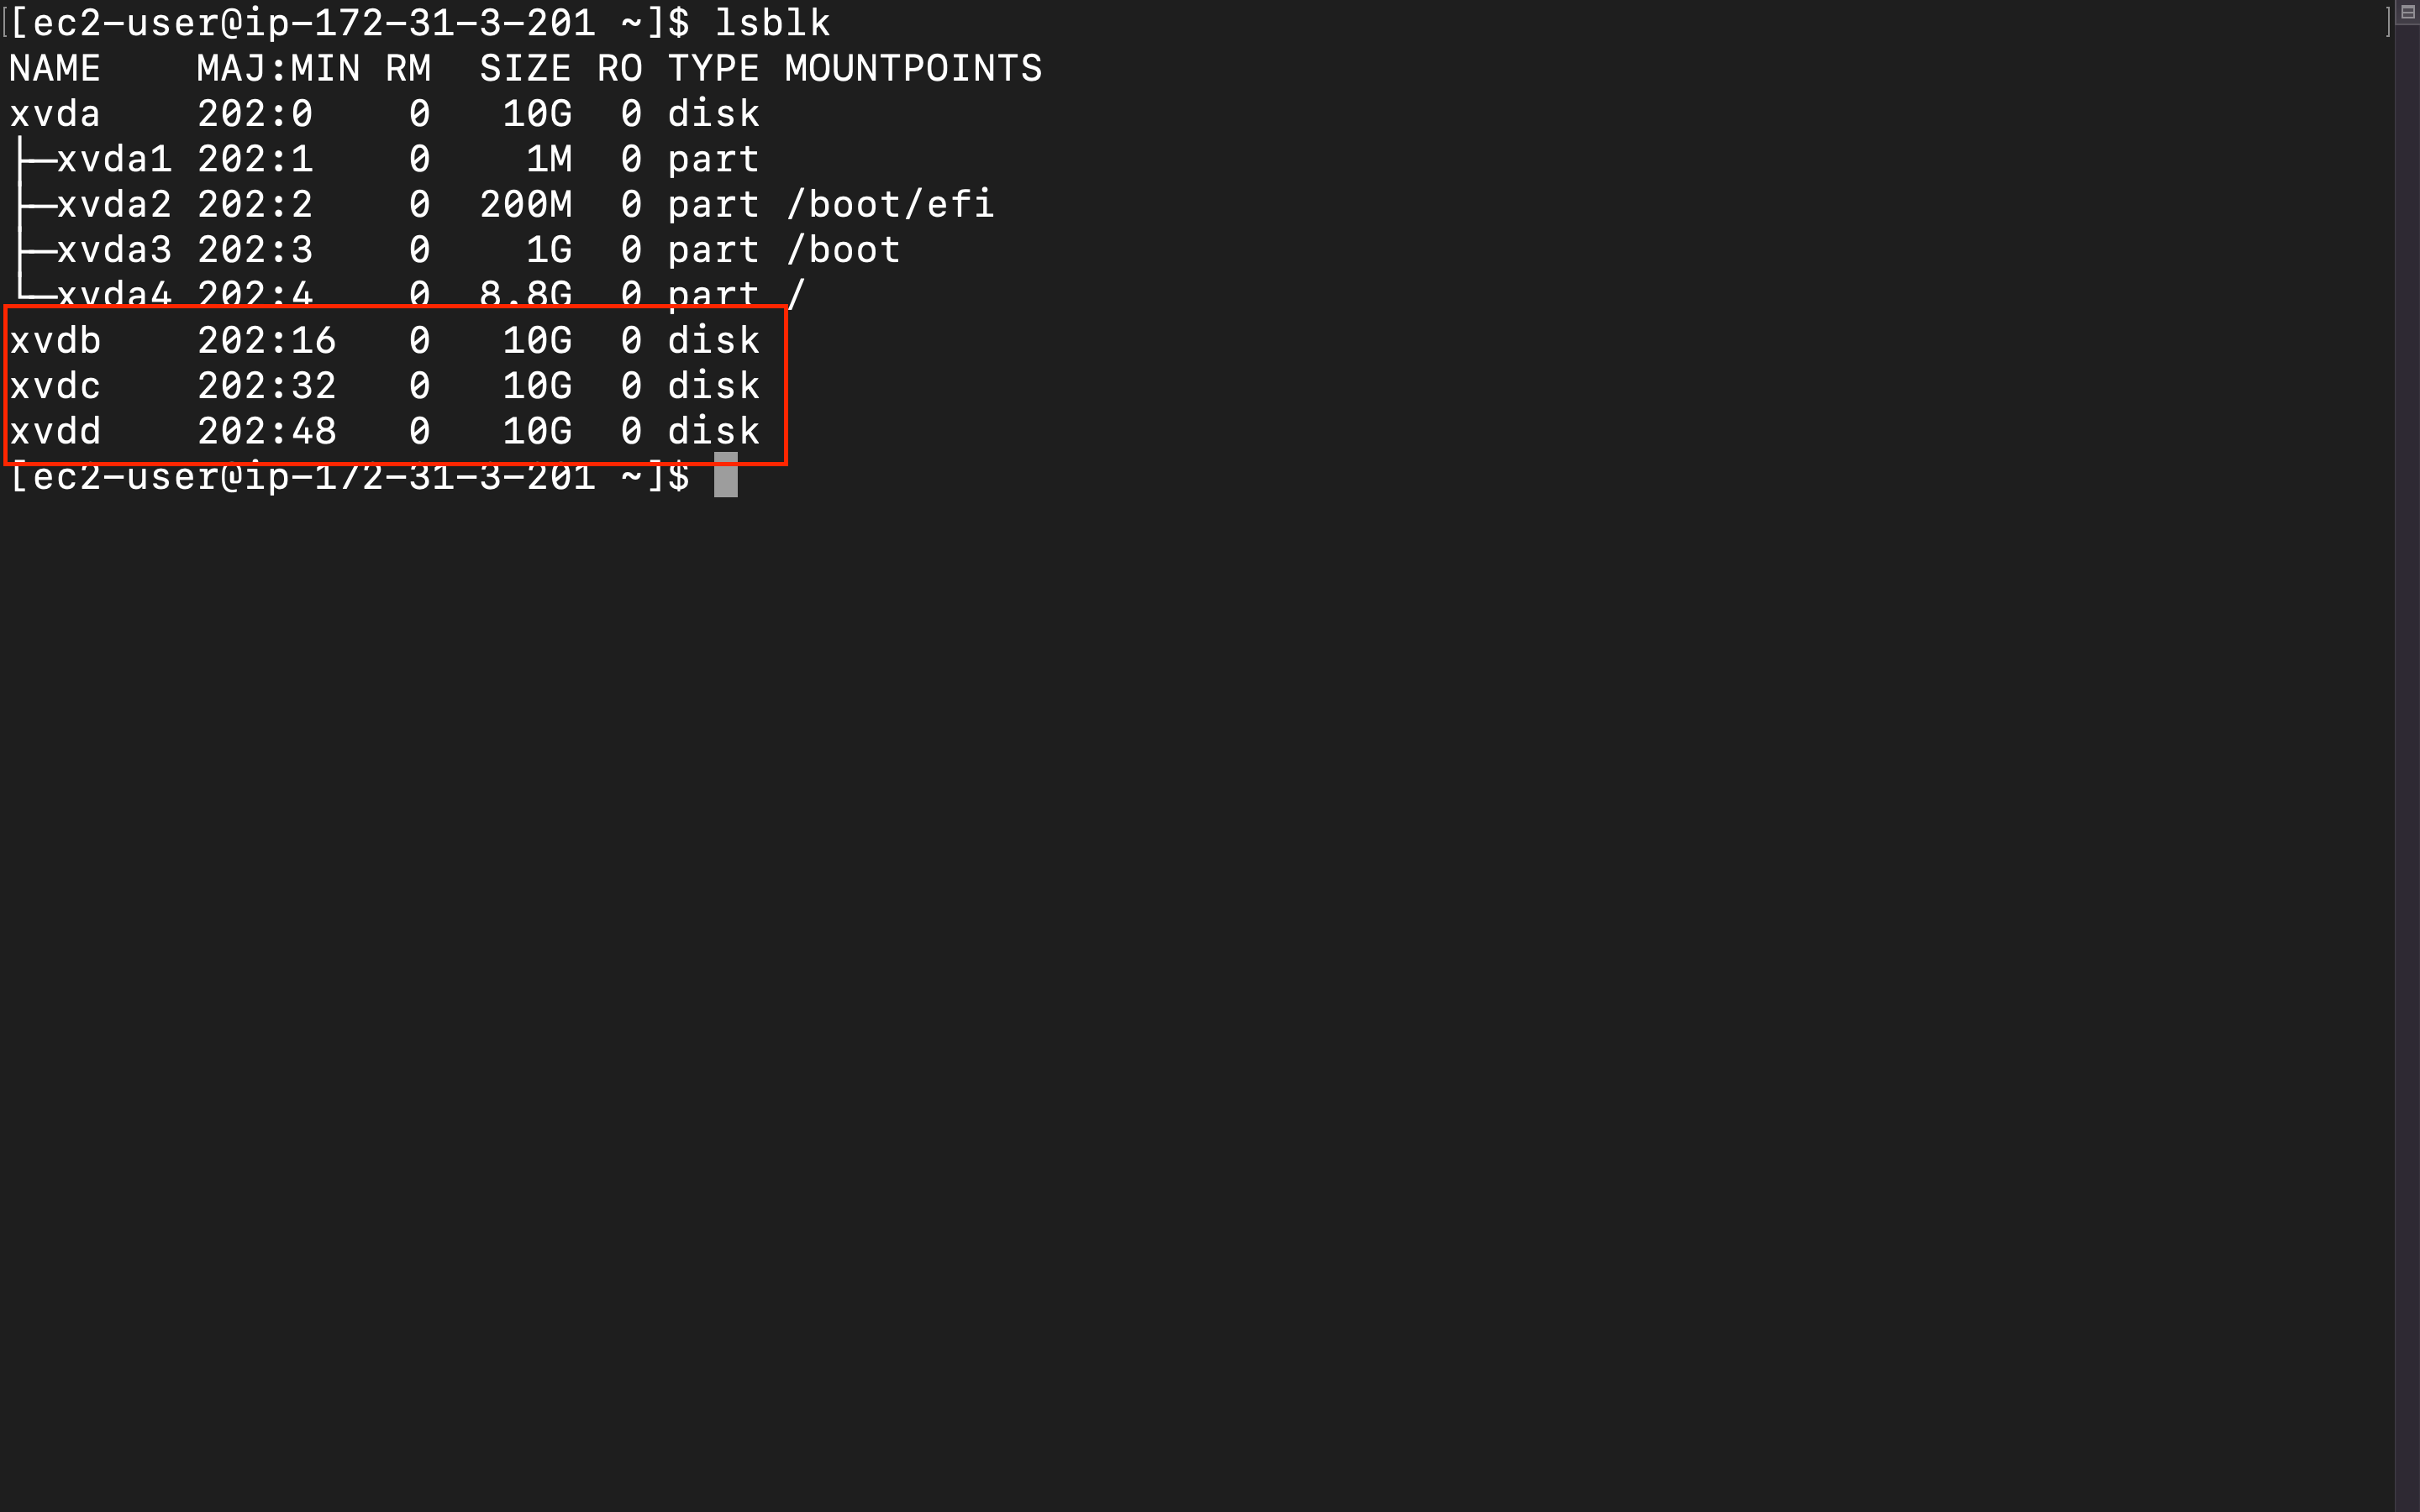 [ec2-user@ip-172-31-3-201 ~]$ lsblk
NAME    MAJ:MIN RM  SIZE RO TYPE MOUNTPOINTS
xvda    202:0    0   10G  0 disk
├─xvda1 202:1    0    1M  0 part
├─xvda2 202:2    0  200M  0 part /boot/efi
├─xvda3 202:3    0    1G  0 part /boot
└─xvda4 202:4    0  8.8G  0 part /
xvdb    202:16   0   10G  0 disk
xvdc    202:32   0   10G  0 disk
xvdd    202:48   0   10G  0 disk
[ec2-user@ip-172-31-3-201 ~]$